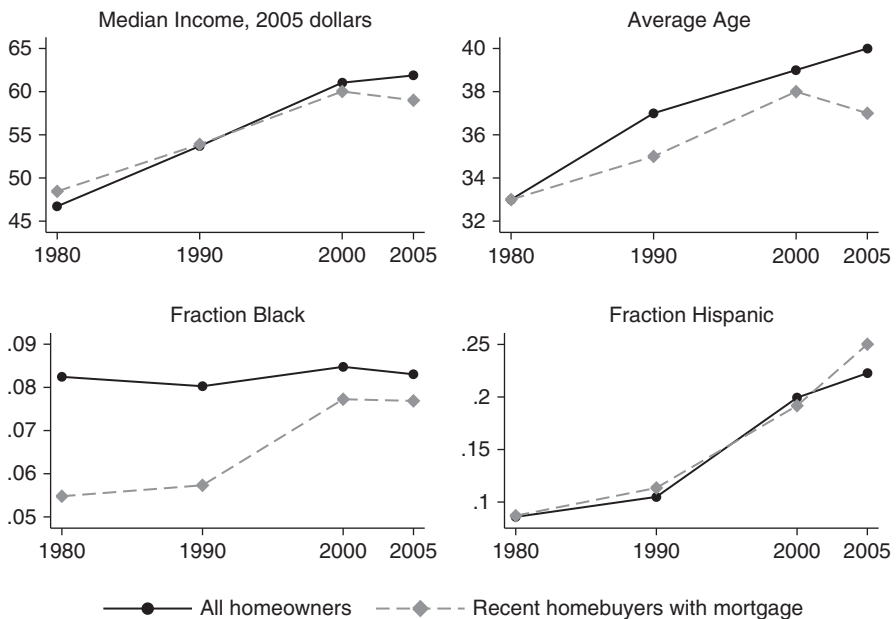 Median Income, 2005 dollars
65
60
55
50
45
1980 1990 2000 2005
Average Age
40
38
36
34
32
1980 1990 2000 2005
Fraction Black
.09
.08
.07
.06
.05
1980 1990 2000 2005
Fraction Hispanic
.25
.2
.15
.1
1980 1990 2000 2005
All homeowners Recent homebuyers with mortgage